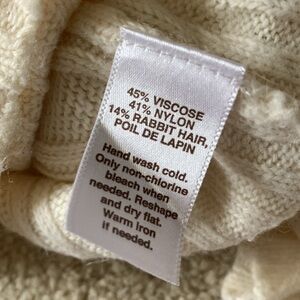 45% VISCOSE
41% NYLON
14% RABBIT HAIR,
POIL DE LAPIN
Hand wash cold.
Only non-chlorine
bleach when
needed. Reshape
and dry flat.
Warm iron
if needed.